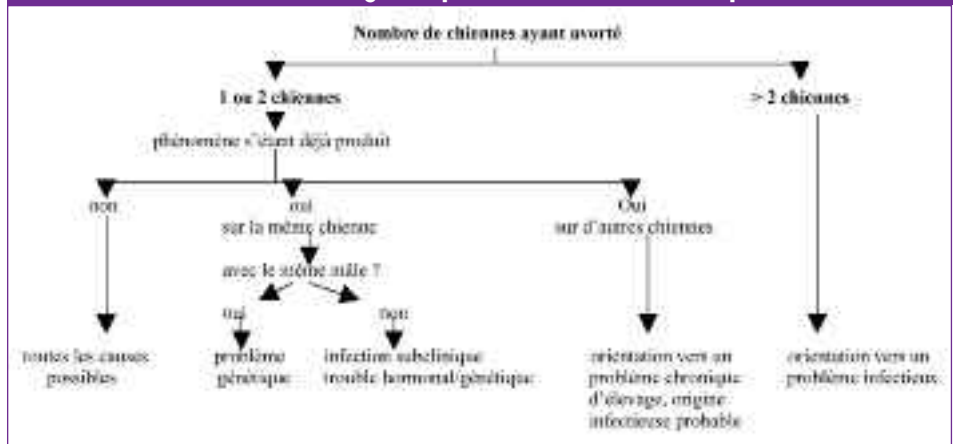 Nombre de chiennes ayant avorté
1 ou 2 chiennes
> 2 chiennes
phénomène s'étant déjà produit
non
oui
sur la même chienne
Oui
sur d'autres chiennes
avec le même mâle ?
oui
non
toutes les causes
possibles
problème
génétique
infection subclinique
trouble hormonal/génétique
orientation vers un
problème chronique
d'élevage, origine
infectieuse probable
orientation vers un
problème infectieux